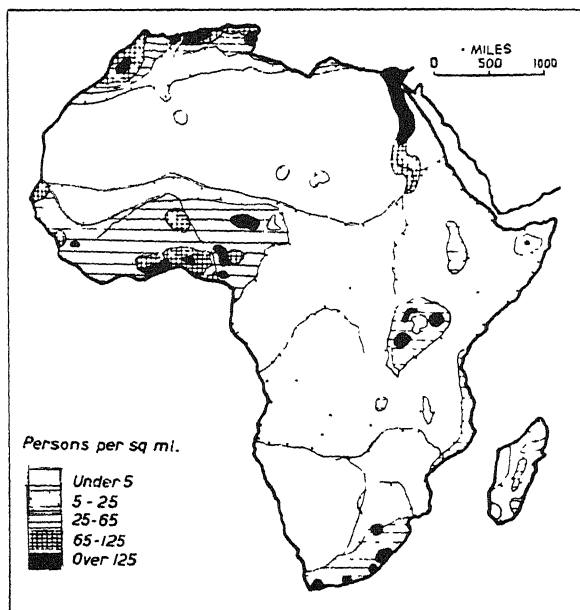 • MILES
0 500 1000
Persons per sq mi.
Under 5
5 - 25
25-65
65-125
Over 125